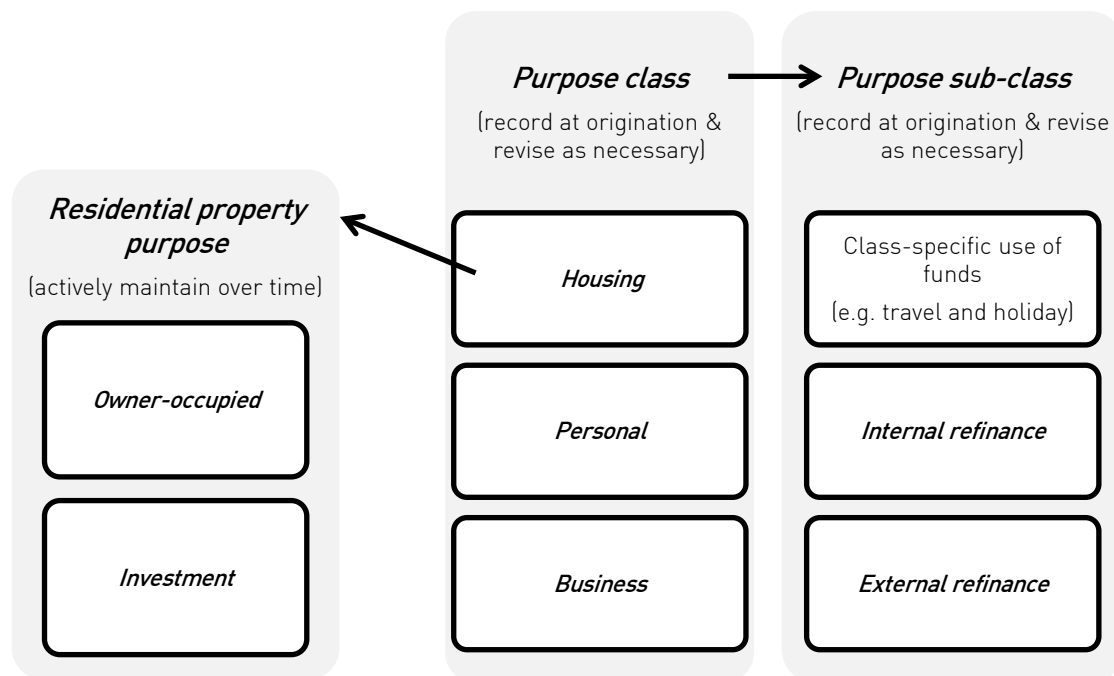 Residential property
purpose
(actively maintain over time)
Owner-occupied
Investment
Purpose class
(record at origination &
revise as necessary)
Housing
Personal
Business
Purpose sub-class
(record at origination & revise
as necessary)
Class-specific use of
funds
(e.g. travel and holiday)
Internal refinance
External refinance